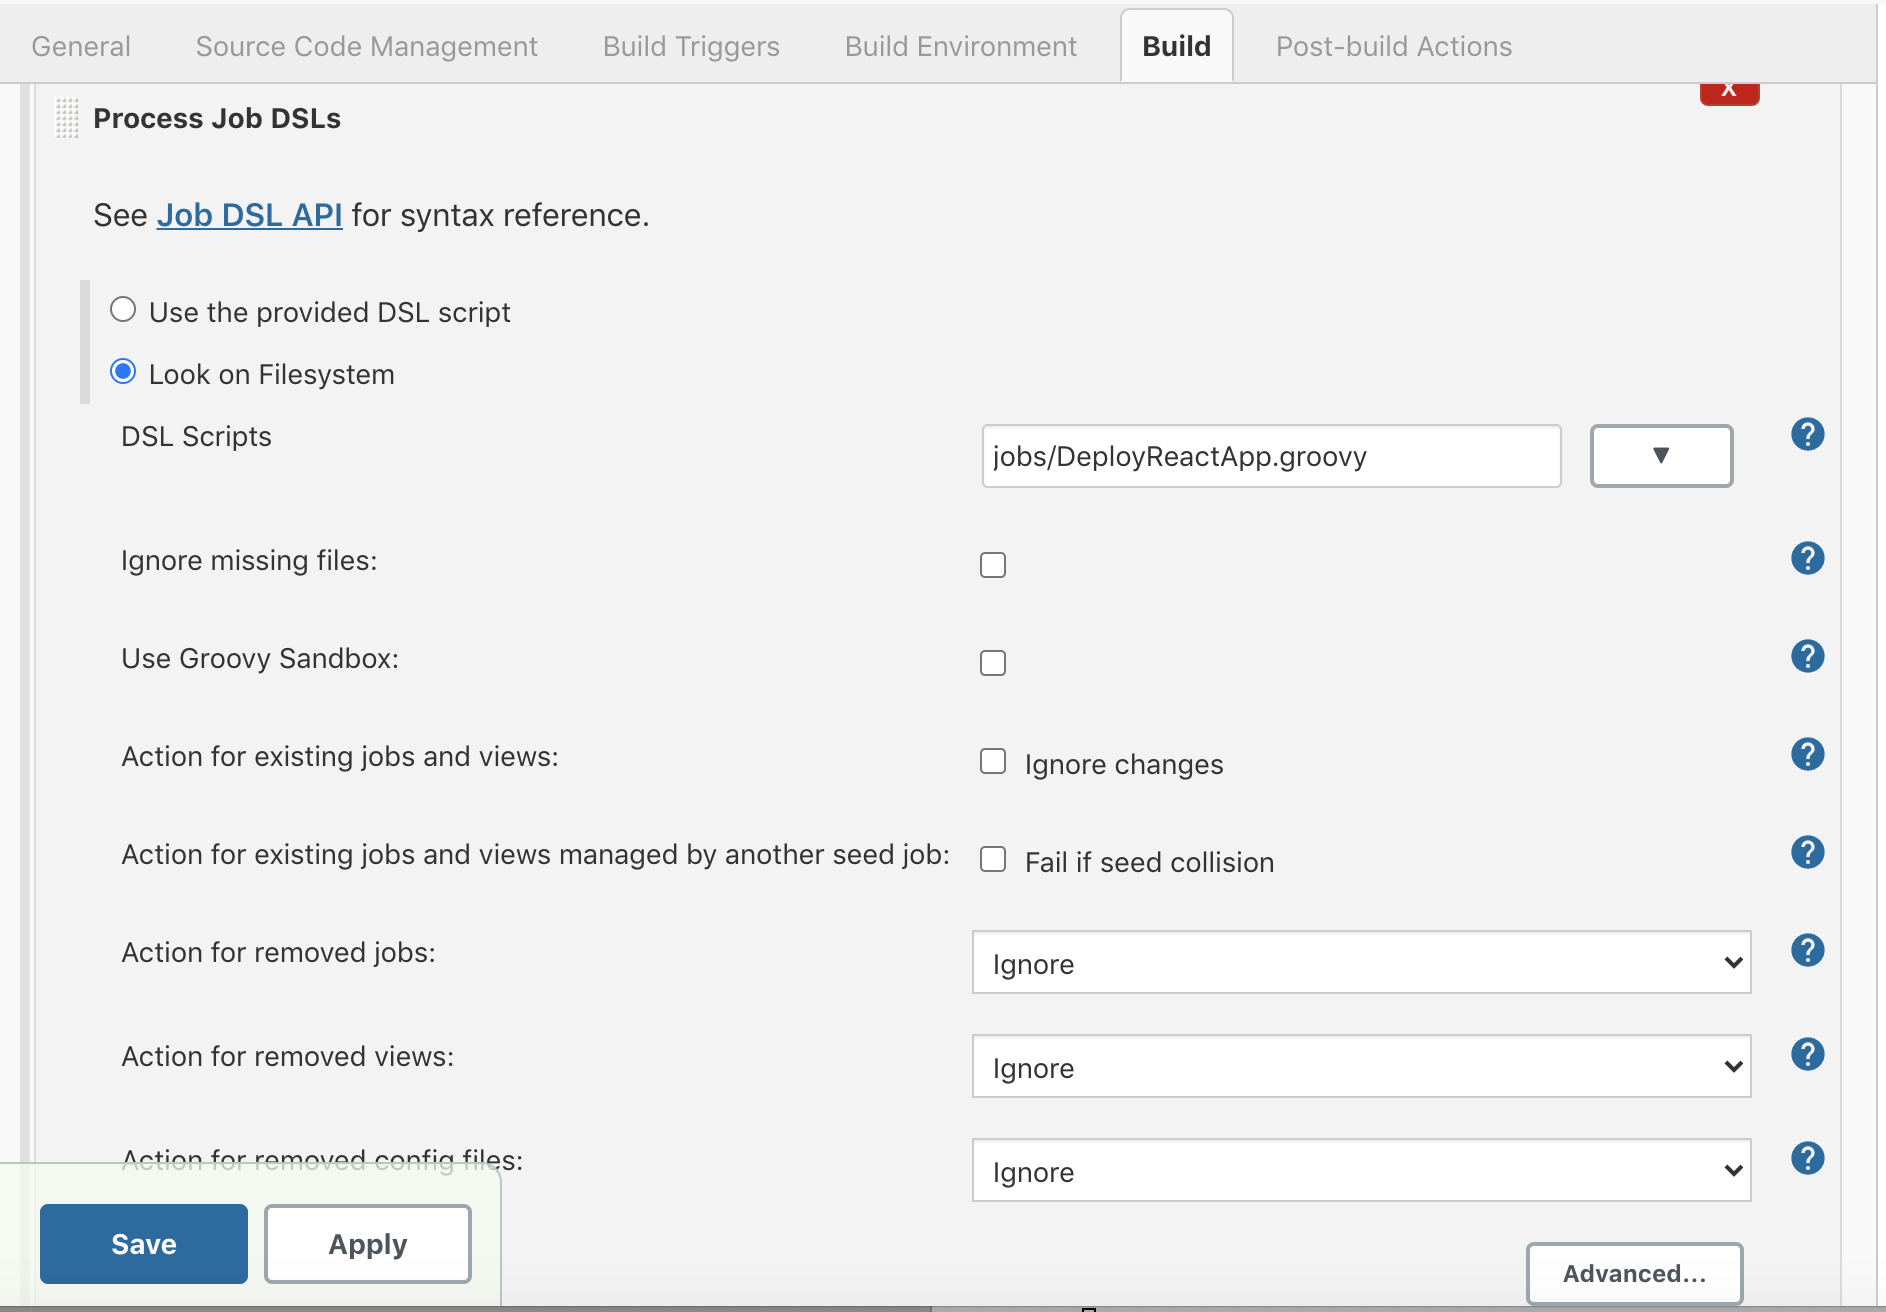 General Source Code Management Build Triggers Build Environment Build Post-build Actions
X
Process Job DSLs
See Job DSL API for syntax reference.
Use the provided DSL script
Look on Filesystem
DSL Scripts jobs/DeployReactApp.groovy ▼ ?
Ignore missing files: ?
Use Groovy Sandbox: ?
Action for existing jobs and views: Ignore changes ?
Action for existing jobs and views managed by another seed job: Fail if seed collision ?
Action for removed jobs: Ignore ?
Action for removed views: Ignore ?
Action for removed config files: Ignore ?
Save Apply
Advanced...